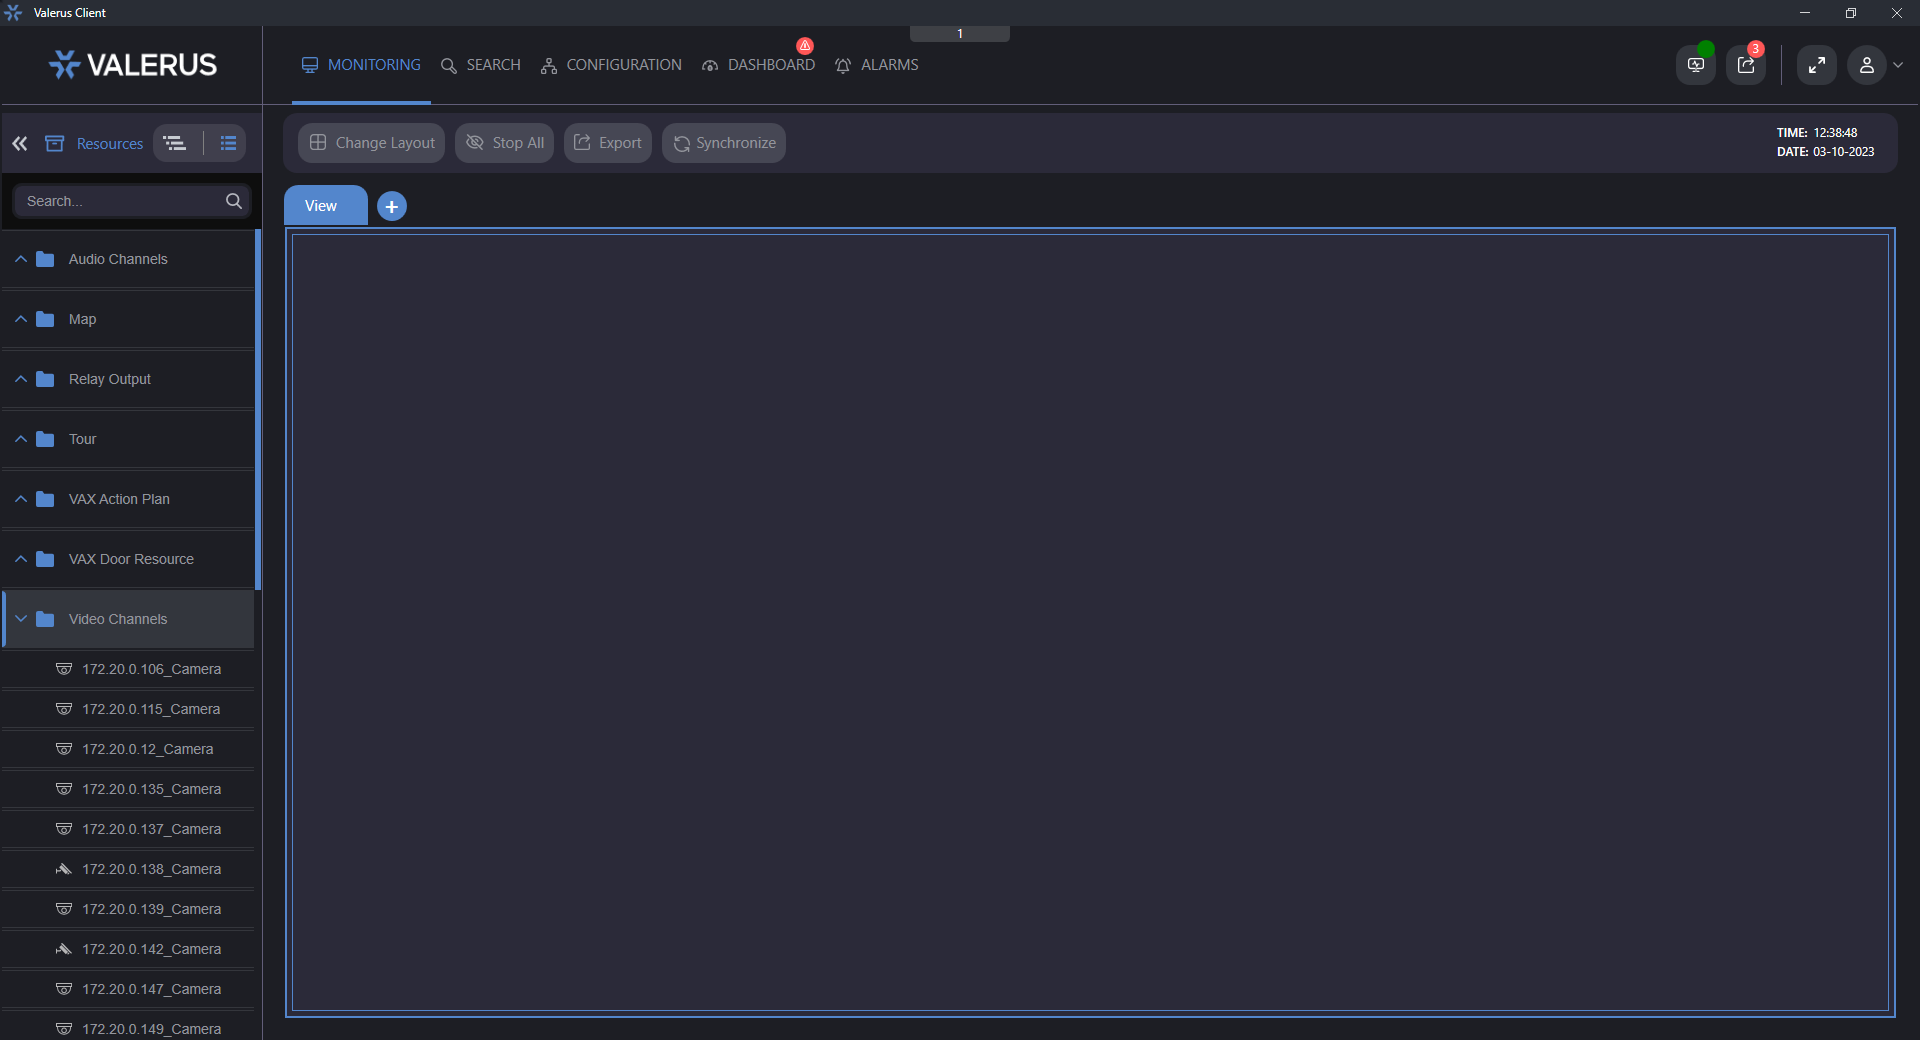 Valerus Client
1
VALERUS
MONITORING
SEARCH
CONFIGURATION
DASHBOARD
ALARMS
3
Resources
Change Layout
Stop All
Export
Synchronize
TIME: 12:38:48
DATE: 03-10-2023
Search...
View
Audio Channels
Map
Relay Output
Tour
VAX Action Plan
VAX Door Resource
Video Channels
172.20.0.106_Camera
172.20.0.115_Camera
172.20.0.12_Camera
172.20.0.135_Camera
172.20.0.137_Camera
172.20.0.138_Camera
172.20.0.139_Camera
172.20.0.142_Camera
172.20.0.147_Camera
172.20.0.149_Camera